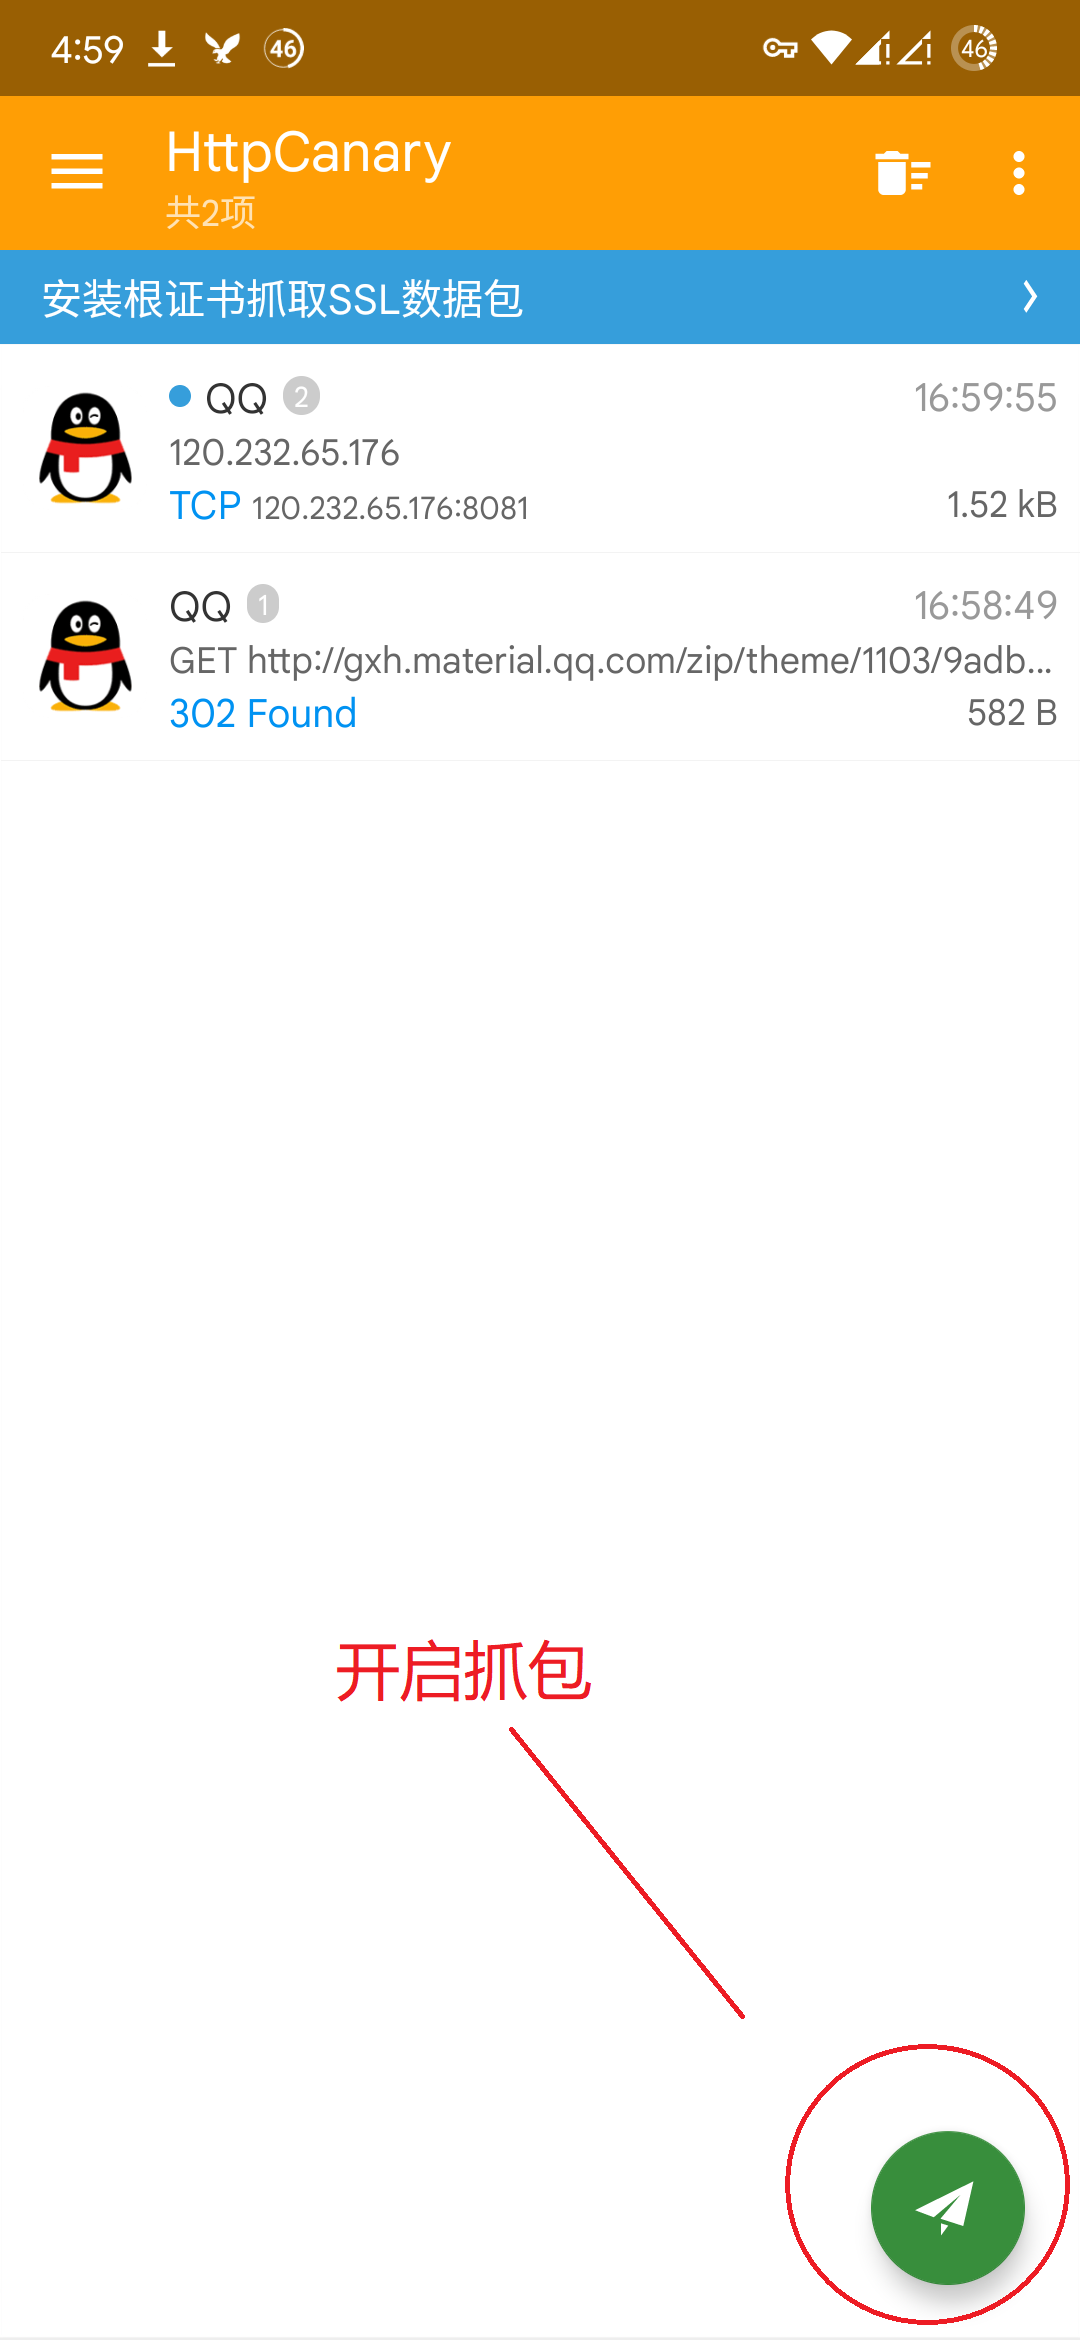 4:59
46
46
HttpCanary
共2项
安装根证书抓取SSL数据包
QQ 2
16:59:55
120.232.65.176
TCP 120.232.65.176:8081
1.52 kB
QQ 1
16:58:49
GET http://gxh.material.qq.com/zip/theme/1103/9adb...
302 Found
582 B
开启抓包